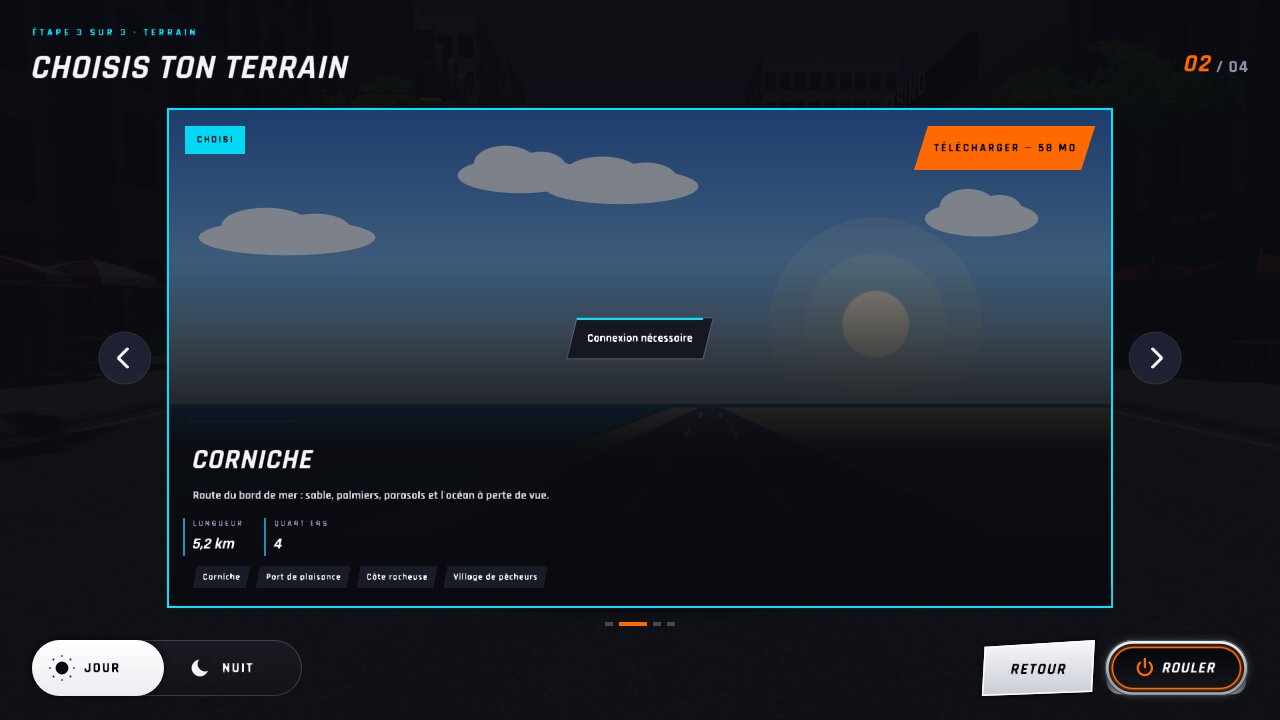 ÉTAPE 3 SUR 3 · TERRAIN
CHOISIS TON TERRAIN
02 / 04
CHOISI
TÉLÉCHARGER — 58 MO
Connexion nécessaire
CORNICHE
Route du bord de mer : sable, palmiers, parasols et l'océan à perte de vue.
LONGUEUR
QUARTIERS
5,2 km
4
Corniche
Port de plaisance
Côte rocheuse
Village de pêcheurs
JOUR
NUIT
RETOUR
ROULER